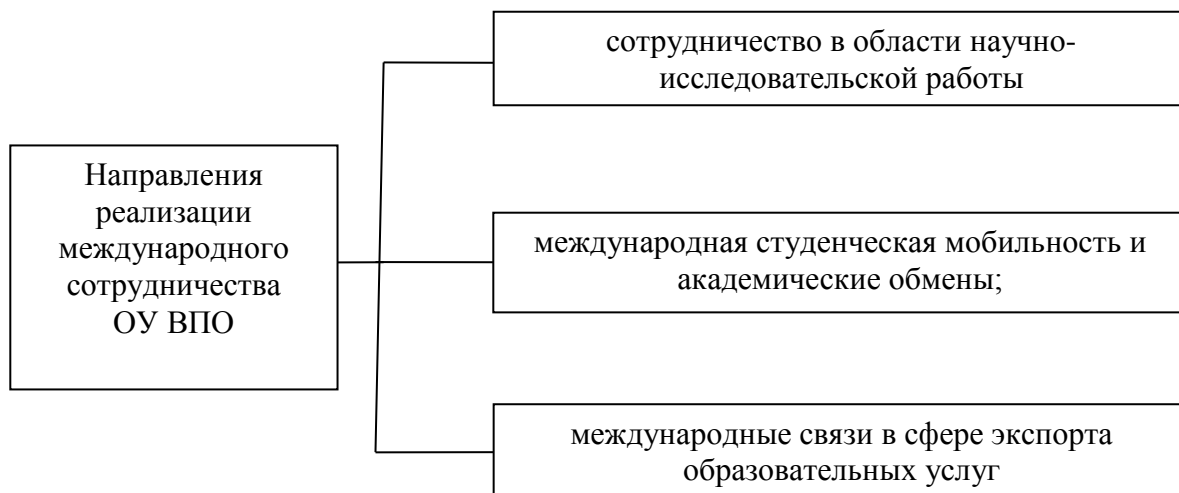 сотрудничество в области научно-
исследовательской работы
Направления
реализации
международного
сотрудничества
ОУ ВПО
международная студенческая мобильность и
академические обмены;
международные связи в сфере экспорта
образовательных услуг